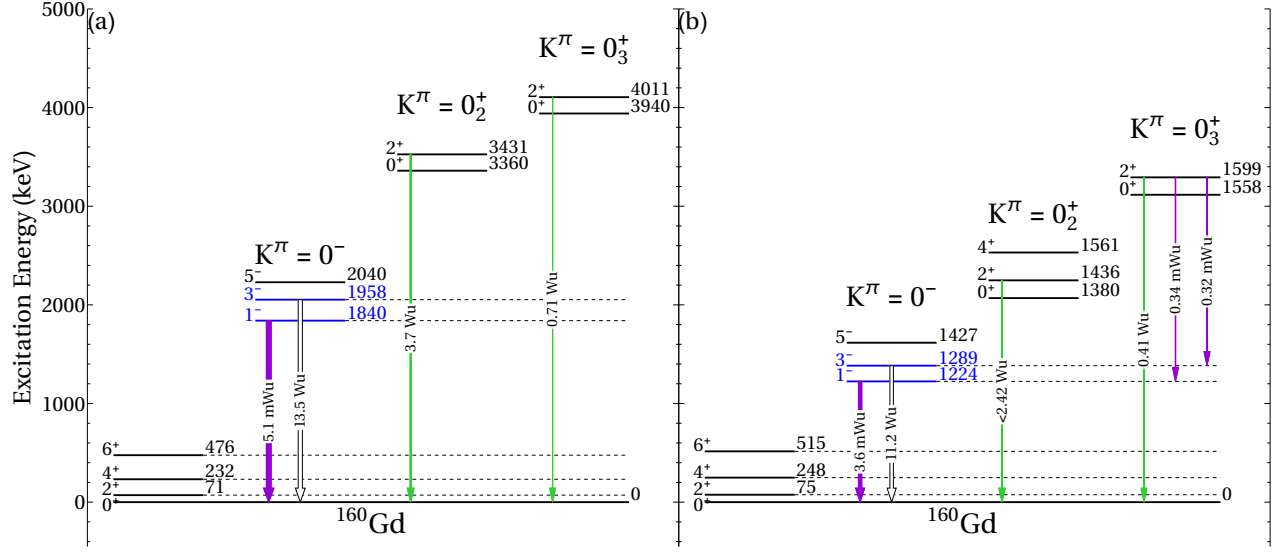 Excitation Energy (keV)
5000
4000
3000
2000
1000
0
(a)
K^π = 0_3^+
2^+ 4011
0^+ 3940
K^π = 0_2^+
2^+ 3431
0^+ 3360
K^π = 0^-
5^- 2040
3^- 1958
1^- 1840
6^+ 476
4^+ 232
2^+ 71
0^+ 0
5.1 mWu
13.5 Wu
3.7 Wu
0.71 Wu
^160Gd
(b)
K^π = 0_3^+
2^+ 1599
0^+ 1558
K^π = 0_2^+
4^+ 1561
2^+ 1436
0^+ 1380
K^π = 0^-
5^- 1427
3^- 1289
1^- 1224
6^+ 515
4^+ 248
2^+ 75
0^+ 0
3.6 mWu
11.2 Wu
<2.42 Wu
0.41 Wu
0.34 mWu
0.32 mWu
^160Gd